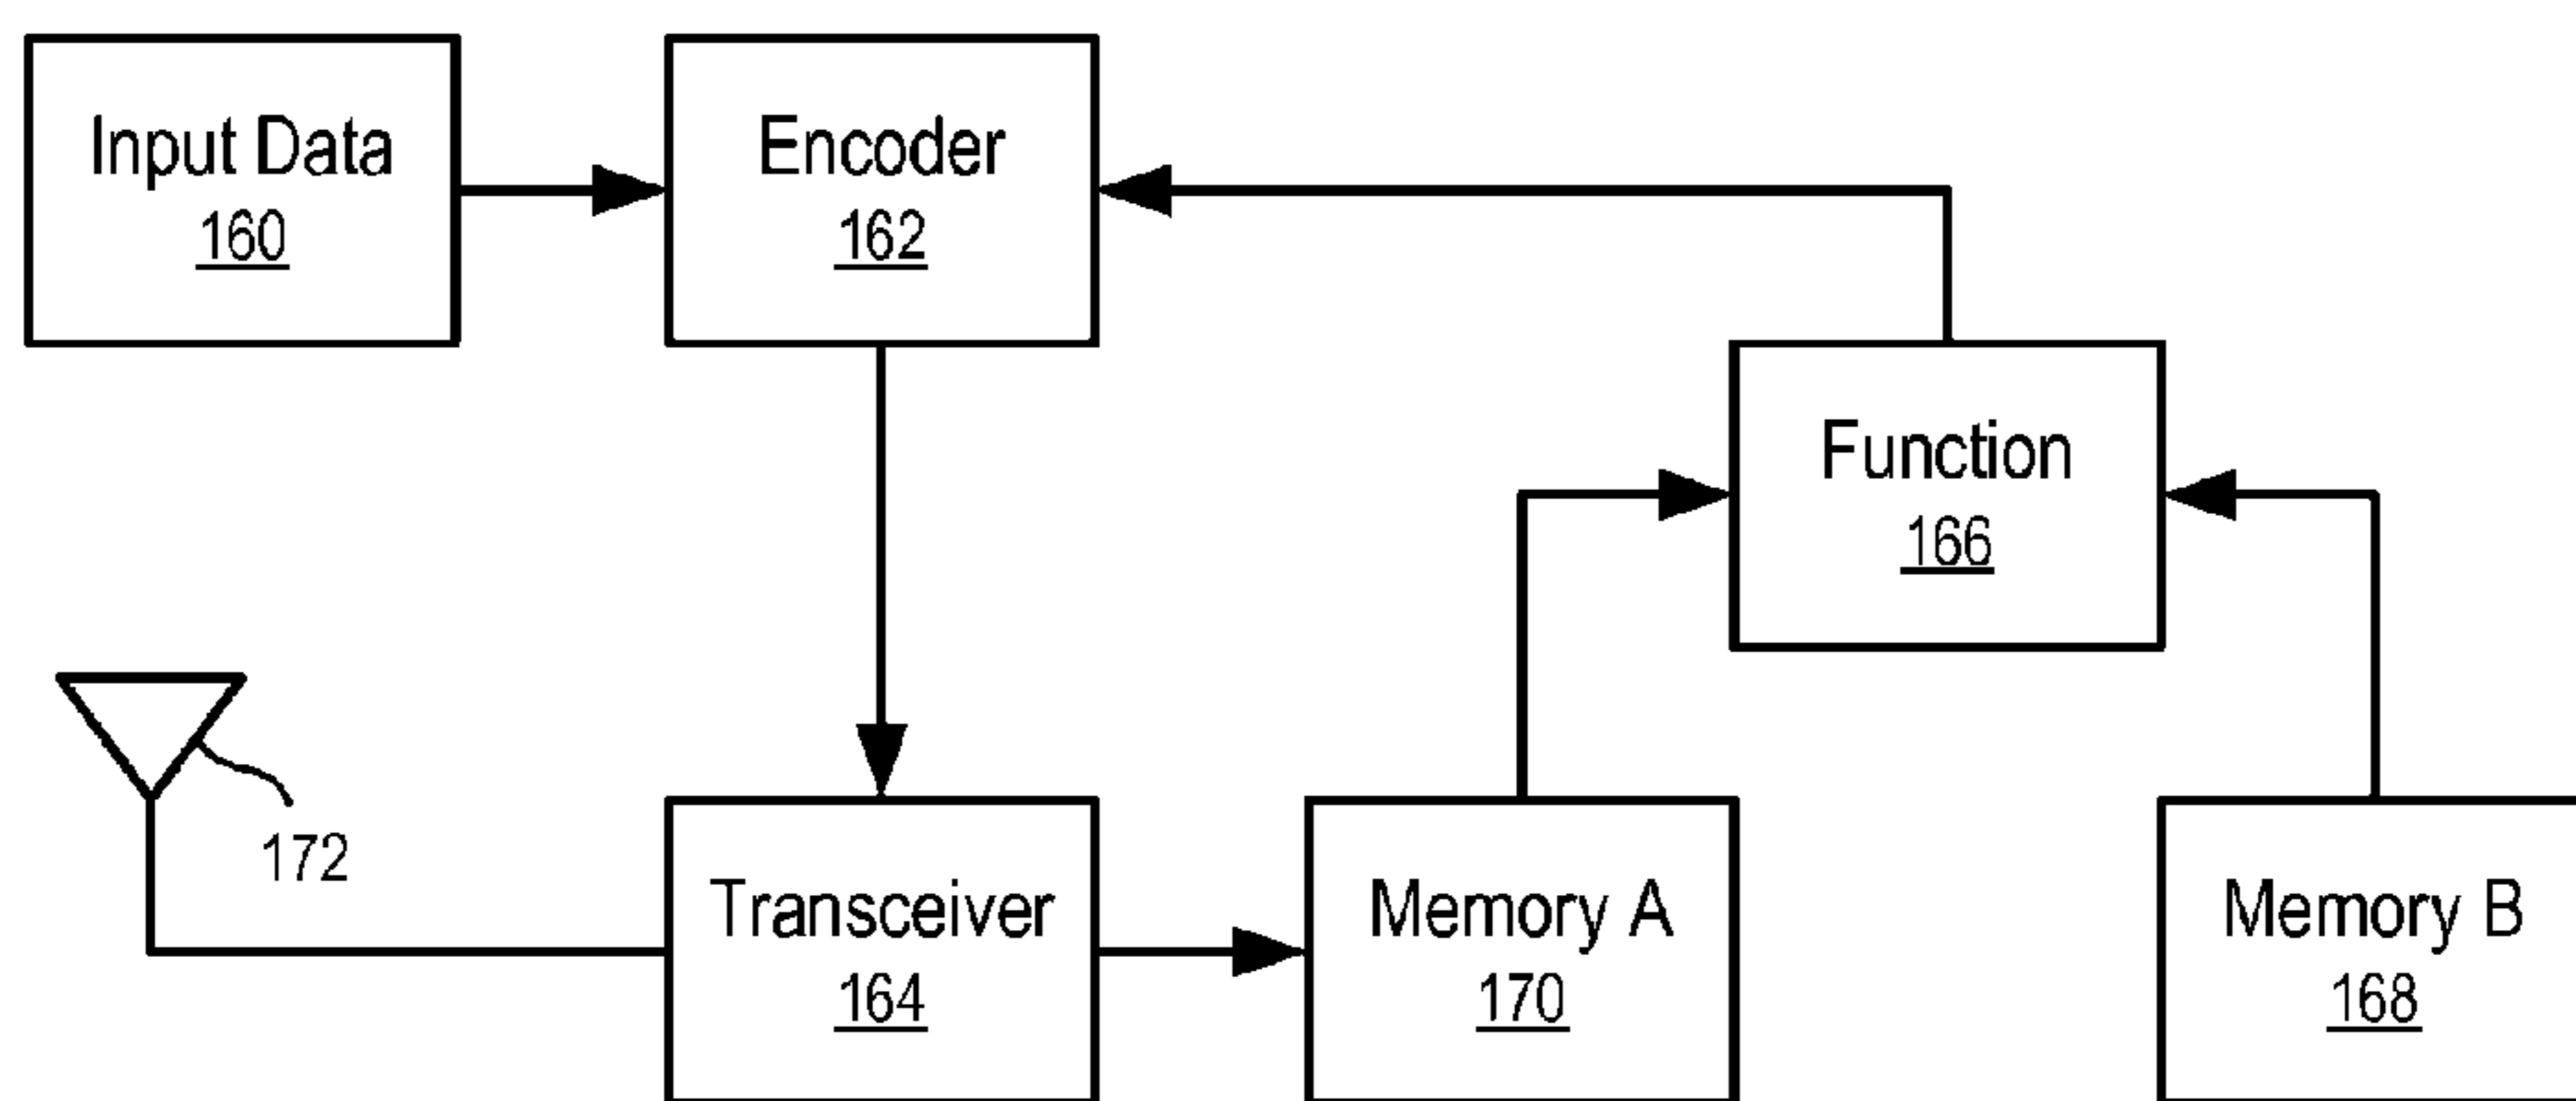 Input Data
160
Encoder
162
Function
166
172
Transceiver
164
Memory A
170
Memory B
168